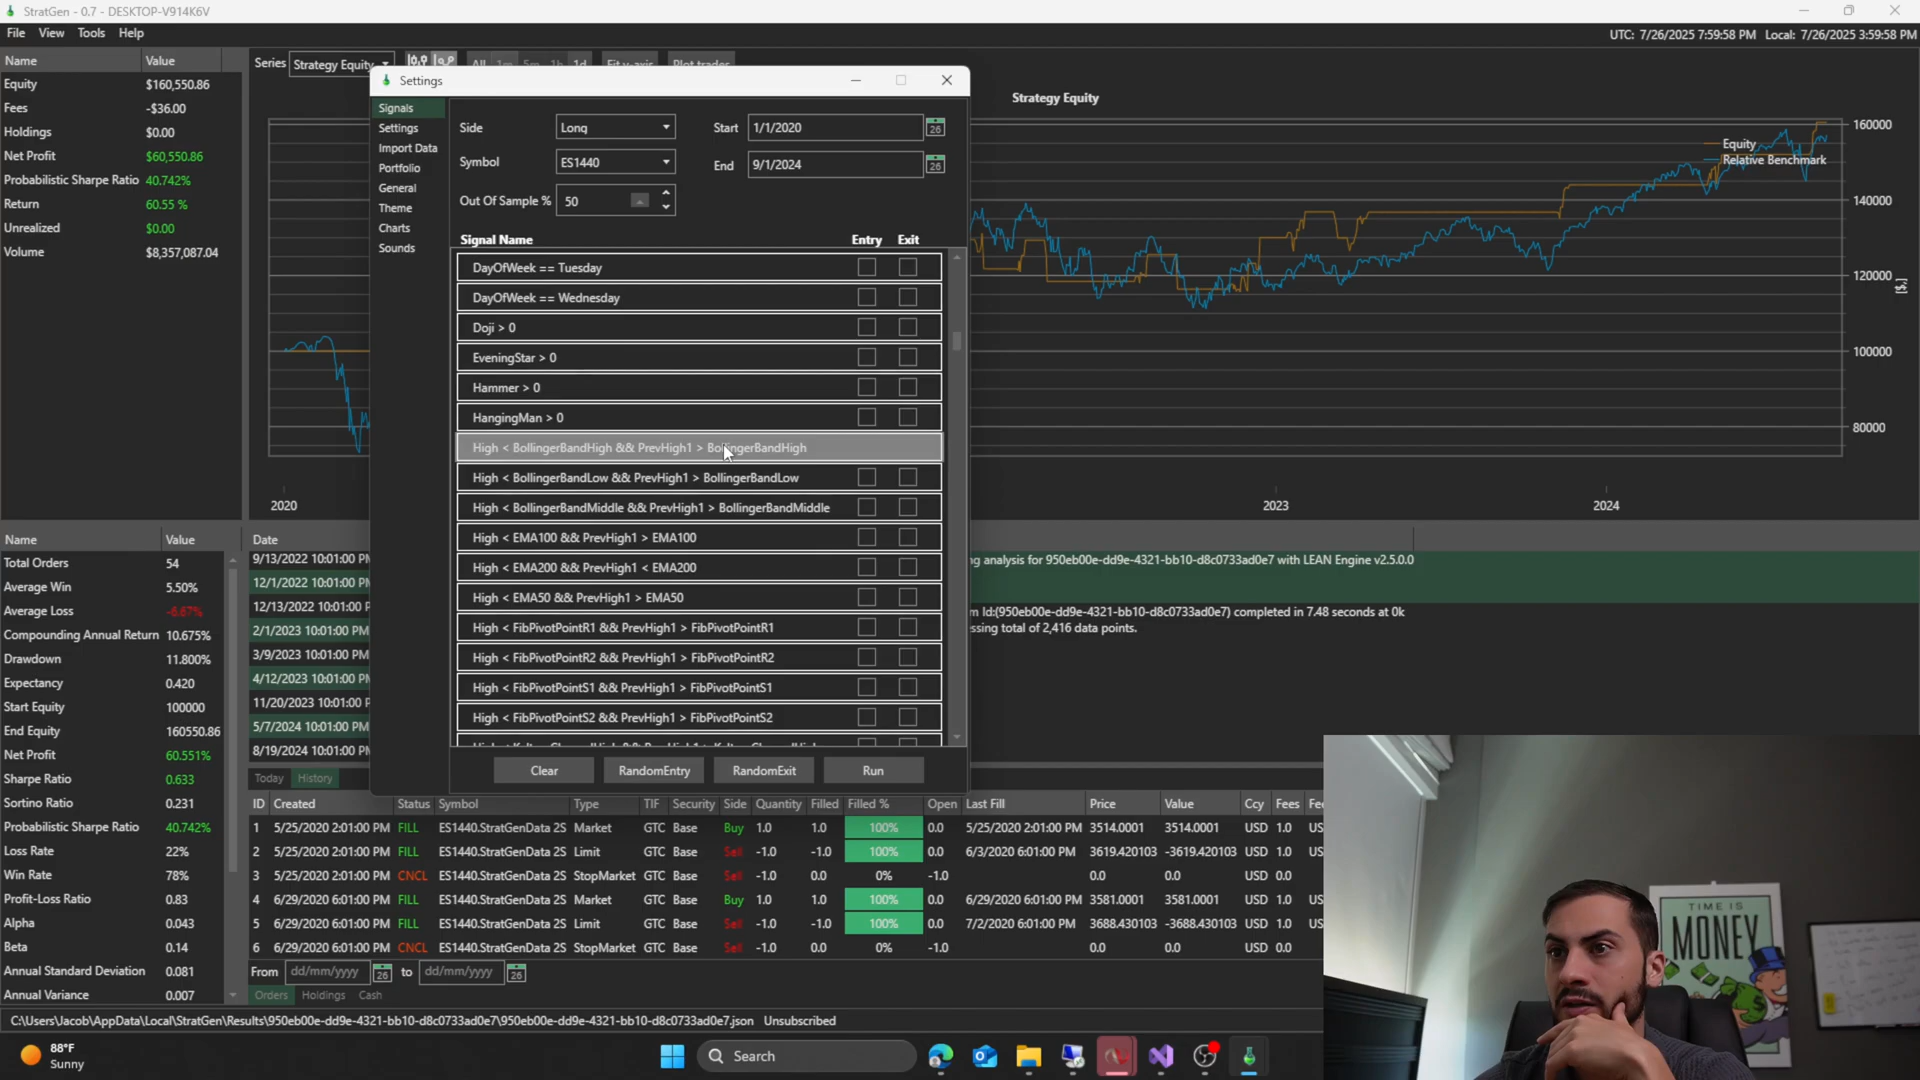 StratGen - 0.7 - DESKTOP-V914K6V
File View Tools Help
UTC: 7/26/2025 7:59:58 PM Local: 7/26/2025 3:59:58 PM
Name Value
Equity $160,550.86
Fees -$36.00
Holdings $0.00
Net Profit $60,550.86
Probabilistic Sharpe Ratio 40.742%
Return 60.55 %
Unrealized $0.00
Volume $8,357,087.04
Series Strategy Equity
All 1m 5m 1h 1d Fit y-axis Plot trades
Strategy Equity
Equity
Relative Benchmark
160000
140000
120000
100000
80000
[$]
2020
2023
2024
Settings
Signals
Settings
Import Data
Portfolio
General
Theme
Charts
Sounds
Side Long
Start 1/1/2020 26
Symbol ES1440
End 9/1/2024 26
Out Of Sample % 50
Signal Name Entry Exit
DayOfWeek == Tuesday
DayOfWeek == Wednesday
Doji > 0
EveningStar > 0
Hammer > 0
HangingMan > 0
High < BollingerBandHigh && PrevHigh1 > BollingerBandHigh
High < BollingerBandLow && PrevHigh1 > BollingerBandLow
High < BollingerBandMiddle && PrevHigh1 > BollingerBandMiddle
High < EMA100 && PrevHigh1 > EMA100
High < EMA200 && PrevHigh1 < EMA200
High < EMA50 && PrevHigh1 > EMA50
High < FibPivotPointR1 && PrevHigh1 > FibPivotPointR1
High < FibPivotPointR2 && PrevHigh1 > FibPivotPointR2
High < FibPivotPointS1 && PrevHigh1 > FibPivotPointS1
High < FibPivotPointS2 && PrevHigh1 > FibPivotPointS2
Clear RandomEntry RandomExit Run
Name Value
Total Orders 54
Average Win 5.50%
Average Loss -6.67%
Compounding Annual Return 10.675%
Drawdown 11.800%
Expectancy 0.420
Start Equity 100000
End Equity 160550.86
Net Profit 60.551%
Sharpe Ratio 0.633
Sortino Ratio 0.231
Probabilistic Sharpe Ratio 40.742%
Loss Rate 22%
Win Rate 78%
Profit-Loss Ratio 0.83
Alpha 0.043
Beta 0.14
Annual Standard Deviation 0.081
Annual Variance 0.007
Date
9/13/2022 10:01:00 PM
12/1/2022 10:01:00 P
12/13/2022 10:01:00 P
2/1/2023 10:01:00 PM
3/9/2023 10:01:00 PM
4/12/2023 10:01:00 P
11/20/2023 10:01:00 P
5/7/2024 10:01:00 PM
8/19/2024 10:01:00 PM
g analysis for 950eb00e-dd9e-4321-bb10-d8c0733ad0e7 with LEAN Engine v2.5.0.0
m Id:(950eb00e-dd9e-4321-bb10-d8c0733ad0e7) completed in 7.48 seconds at 0k
ssing total of 2,416 data points.
Today History
ID Created Status Symbol Type TIF Security Side Quantity Filled Filled % Open Last Fill Price Value Ccy Fees Fee
1 5/25/2020 2:01:00 PM FILL ES1440.StratGenData 2S Market GTC Base Buy 1.0 1.0 100% 0.0 5/25/2020 2:01:00 PM 3514.0001 3514.0001 USD 1.0 US
2 5/25/2020 2:01:00 PM FILL ES1440.StratGenData 2S Limit GTC Base Sell -1.0 -1.0 100% 0.0 6/3/2020 6:01:00 PM 3619.420103 -3619.420103 USD 1.0 US
3 5/25/2020 2:01:00 PM CNCL ES1440.StratGenData 2S StopMarket GTC Base Sell -1.0 0.0 0% -1.0 0.0 0.0 USD 0.0
4 6/29/2020 6:01:00 PM FILL ES1440.StratGenData 2S Market GTC Base Buy 1.0 1.0 100% 0.0 6/29/2020 6:01:00 PM 3581.0001 3581.0001 USD 1.0 US
5 6/29/2020 6:01:00 PM FILL ES1440.StratGenData 2S Limit GTC Base Sell -1.0 -1.0 100% 0.0 7/2/2020 6:01:00 PM 3688.430103 -3688.430103 USD 1.0 US
6 6/29/2020 6:01:00 PM CNCL ES1440.StratGenData 2S StopMarket GTC Base Sell -1.0 0.0 0% -1.0 0.0 0.0 USD 0.0
From dd/mm/yyyy 26 to dd/mm/yyyy 26
Orders Holdings Cash
C:\Users\Jacob\AppData\Local\StratGen\Results\950eb00e-dd9e-4321-bb10-d8c0733ad0e7\950eb00e-dd9e-4321-bb10-d8c0733ad0e7.json Unsubscribed
88°F
Sunny
Search
TIME IS
MONEY